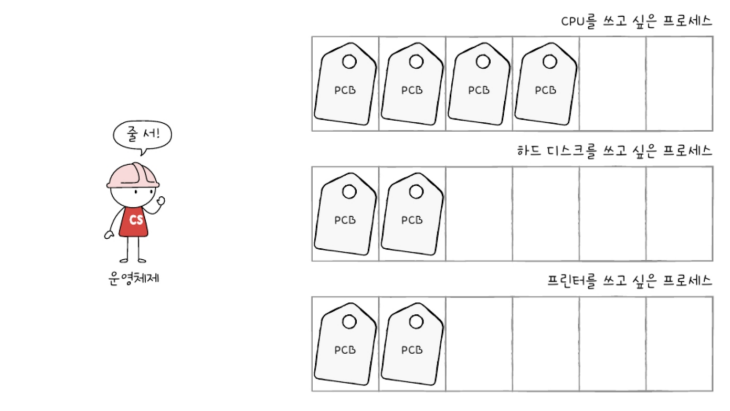 CPU를 쓰고 싶은 프로세스
PCB PCB PCB PCB
줄 서!
하드 디스크를 쓰고 싶은 프로세스
CS
PCB PCB
운영체제
프린터를 쓰고 싶은 프로세스
PCB PCB